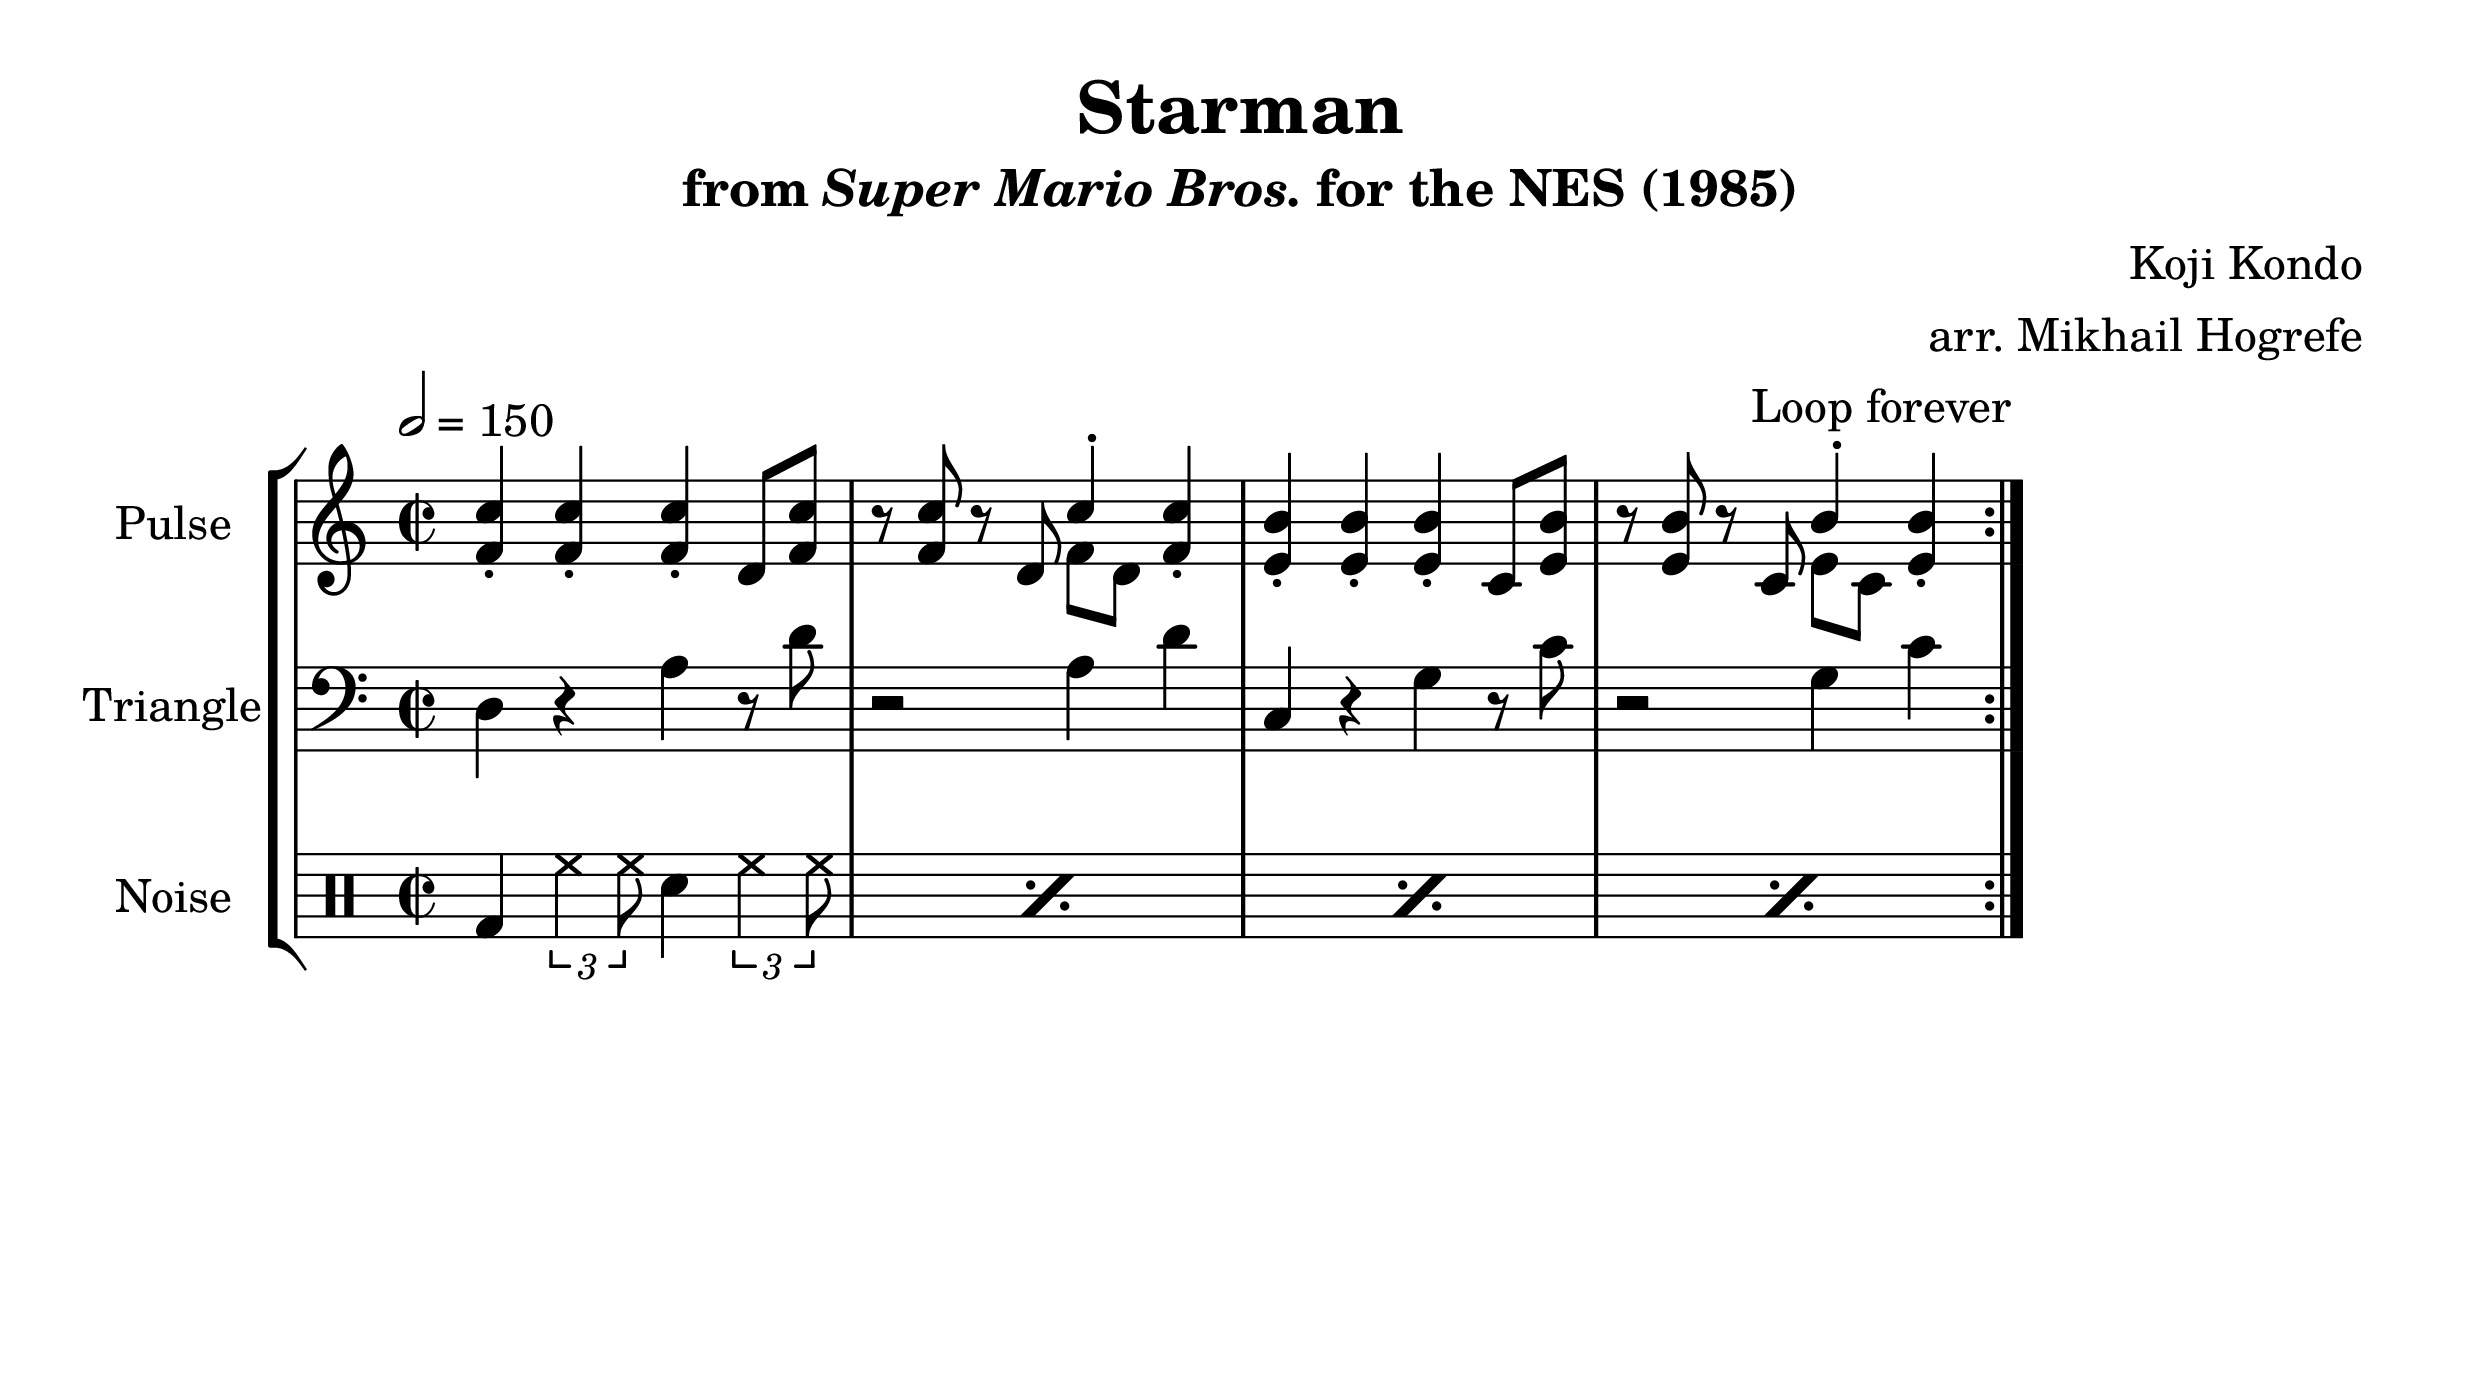 Starman
from Super Mario Bros. for the NES (1985)
Koji Kondo
arr. Mikhail Hogrefe
Loop forever
= 150
Pulse
Triangle
Noise
3 3